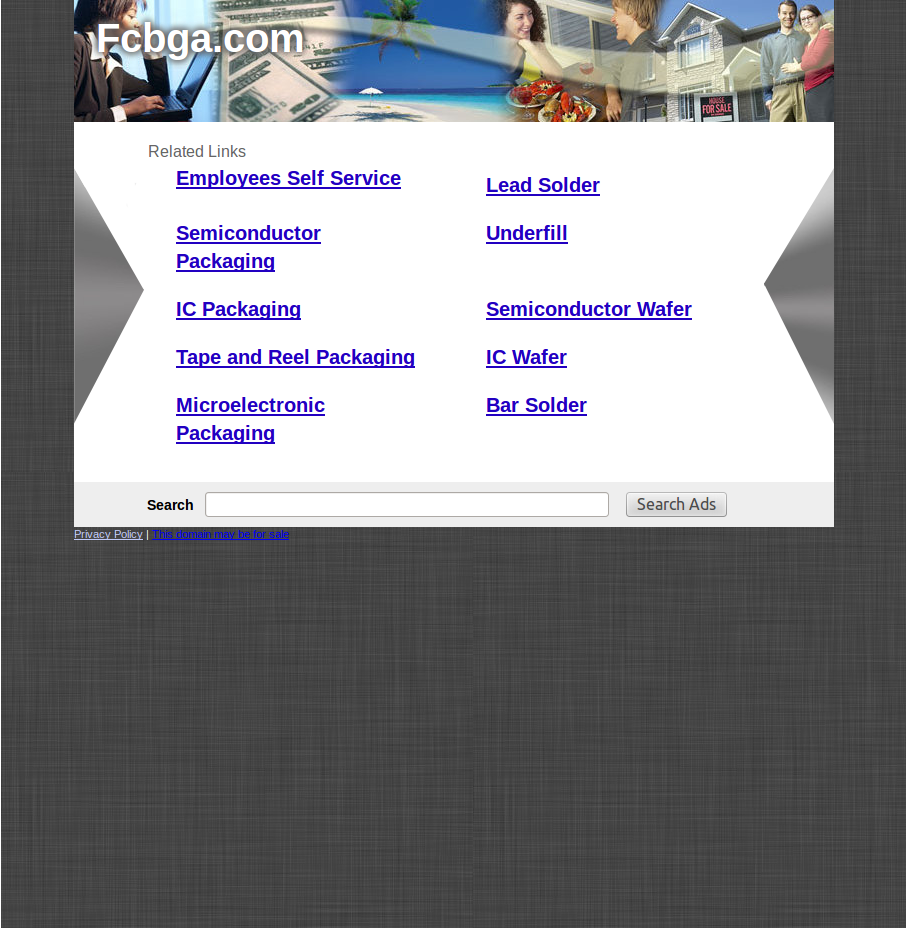 Fcbga.com
HOUSE
FOR SALE
Related Links
Employees Self Service
Lead Solder
Semiconductor
Packaging
Underfill
IC Packaging
Semiconductor Wafer
Tape and Reel Packaging
IC Wafer
Microelectronic
Packaging
Bar Solder
Search
Search Ads
Privacy Policy | This domain may be for sale